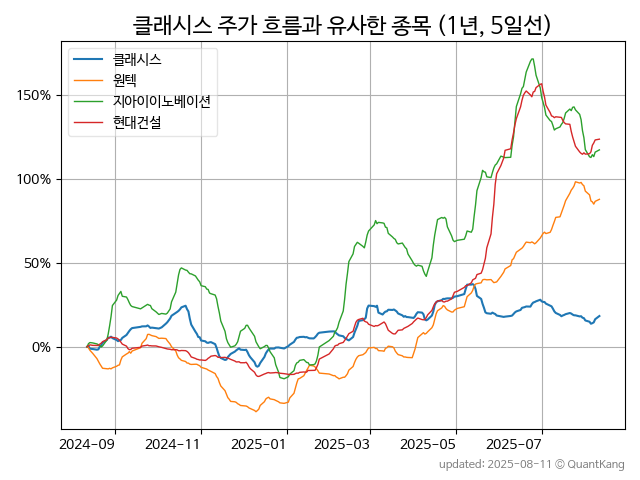 클래시스 주가 흐름과 유사한 종목 (1년, 5일선)
클래시스
원텍
지아이이노베이션
현대건설
150%
100%
50%
0%
2024-09 2024-11 2025-01 2025-03 2025-05 2025-07
updated: 2025-08-11 © QuantKang